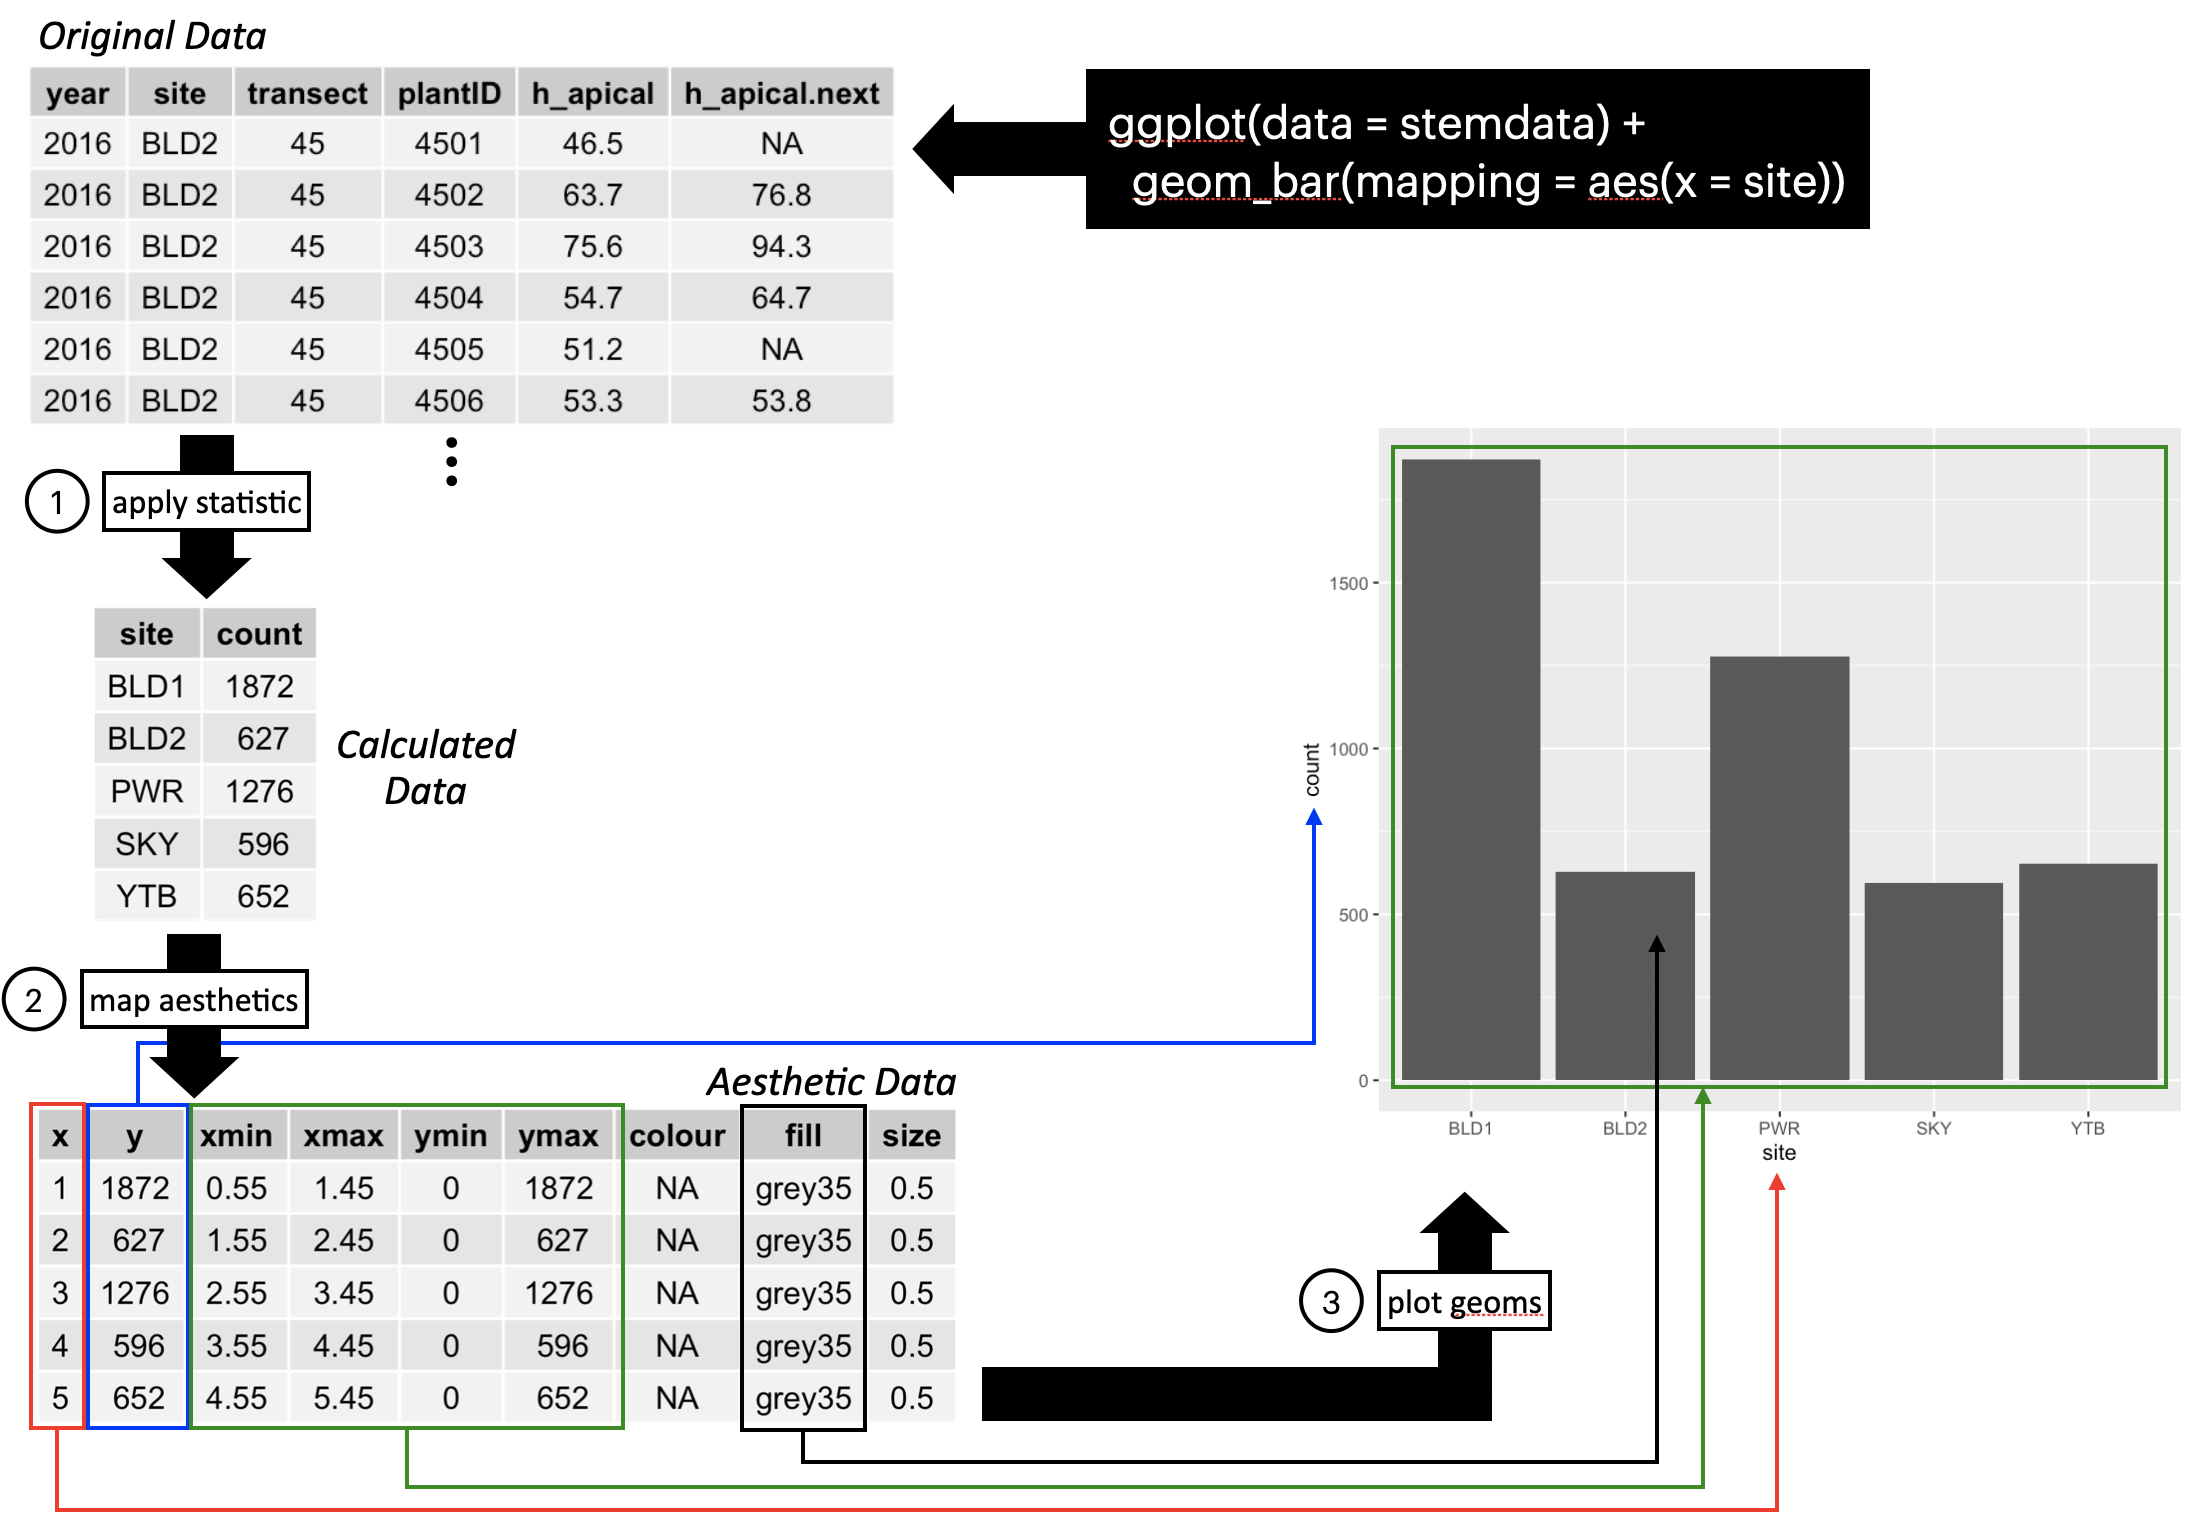 Original Data
year site transect plantID h_apical h_apical.next
2016 BLD2 45 4501 46.5 NA
2016 BLD2 45 4502 63.7 76.8
2016 BLD2 45 4503 75.6 94.3
2016 BLD2 45 4504 54.7 64.7
2016 BLD2 45 4505 51.2 NA
2016 BLD2 45 4506 53.3 53.8
ggplot(data = stemdata) +
geom_bar(mapping = aes(x = site))
1
apply statistic
site count
BLD1 1872
BLD2 627
PWR 1276
SKY 596
YTB 652
Calculated
Data
2
map aesthetics
Aesthetic Data
x y xmin xmax ymin ymax colour fill size
1 1872 0.55 1.45 0 1872 NA grey35 0.5
2 627 1.55 2.45 0 627 NA grey35 0.5
3 1276 2.55 3.45 0 1276 NA grey35 0.5
4 596 3.55 4.45 0 596 NA grey35 0.5
5 652 4.55 5.45 0 652 NA grey35 0.5
3
plot geoms
count
1500
1000
500
0
BLD1 BLD2 PWR SKY YTB
site